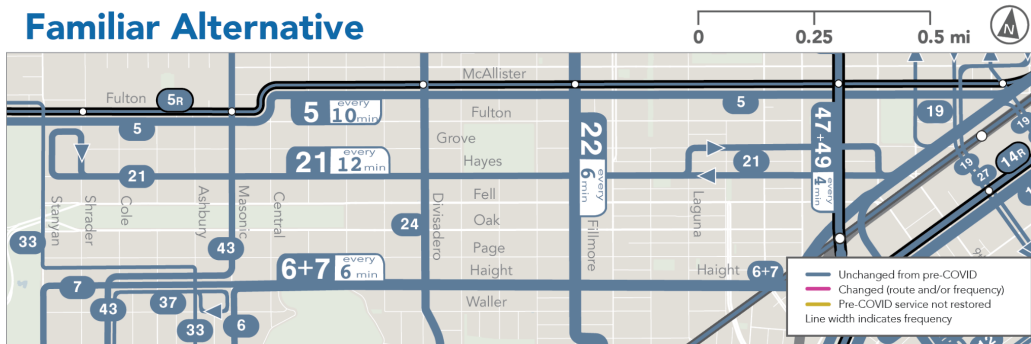 Familiar Alternative
0 0.25 0.5 mi
N
McAllister
Fulton
5R
5
5 every 10 min
Fulton
5
19
Grove
Hayes
21 every 12 min
21
21
22 every 6 min
47+49 every 4 min
19
14R
19·27
Stanyan
Shrader
Cole
Ashbury
Masonic
Central
Divisadero
Fillmore
Laguna
Fell
Oak
Page
Haight
Waller
33
43
24
6+7 every 6 min
Haight
6+7
7
43
37
33
6
12
Unchanged from pre-COVID
Changed (route and/or frequency)
Pre-COVID service not restored
Line width indicates frequency